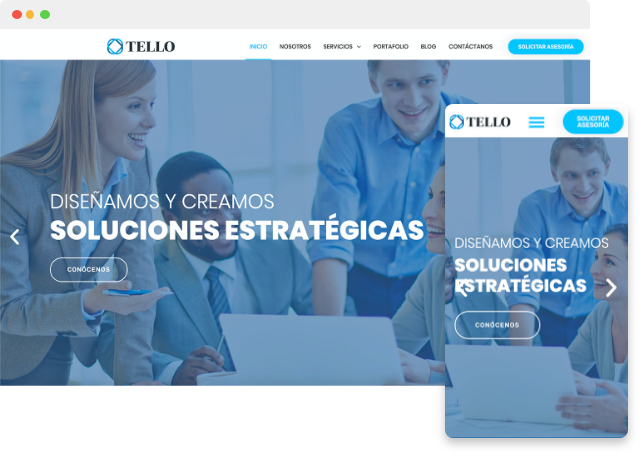 TELLO
INICIO NOSOTROS SERVICIOS PORTAFOLIO BLOG CONTÁCTANOS SOLICITAR ASESORÍA
DISEÑAMOS Y CREAMOS
SOLUCIONES ESTRATÉGICAS
CONÓCENOS
TELLO
SOLICITAR
ASESORÍA
DISEÑAMOS Y CREAMOS
SOLUCIONES
ESTRATÉGICAS
CONÓCENOS